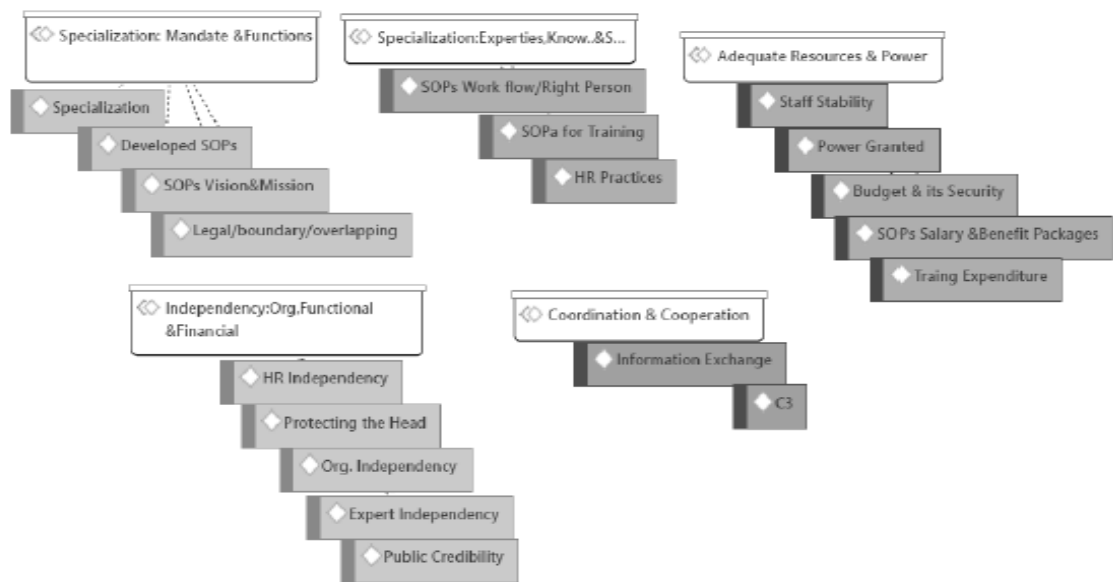 Specialization: Mandate &Functions
Specialization
Developed SOPs
SOPs Vision&Mission
Legal/boundary/overlapping
Specialization:Experties,Know..&S...
SOPs Work flow/Right Person
SOPa for Training
HR Practices
Adequate Resources & Power
Staff Stability
Power Granted
Budget & its Security
SOPs Salary &Benefit Packages
Traing Expenditure
Independency:Org,Functional
&Financial
HR Independency
Protecting the Head
Org. Independency
Expert Independency
Public Credibility
Coordination & Cooperation
Information Exchange
C3